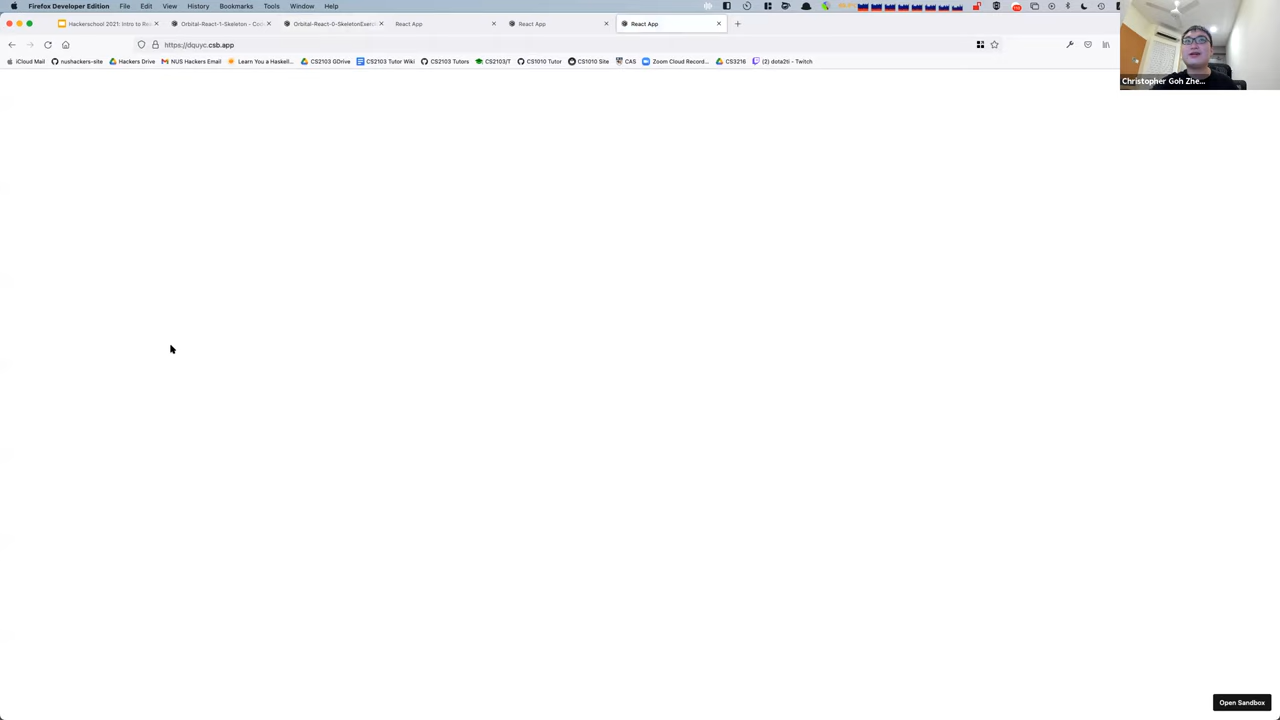 Firefox Developer Edition File Edit View History Bookmarks Tools Window Help
Hackerschool 2021: Intro to Rea
Orbital-React-1-Skeleton - Cod
Orbital-React-0-SkeletonExerc
React App
React App
React App
https://dquyc.csb.app
iCloud Mail
nushackers-site
Hackers Drive
NUS Hackers Email
Learn You a Haskell...
CS2103 GDrive
CS2103 Tutor Wiki
CS2103 Tutors
CS2103/T
CS1010 Tutor
CS1010 Site
CAS
Zoom Cloud Record...
CS3216
(2) dota2ti - Twitch
Christopher Goh Zhe...
Open Sandbox